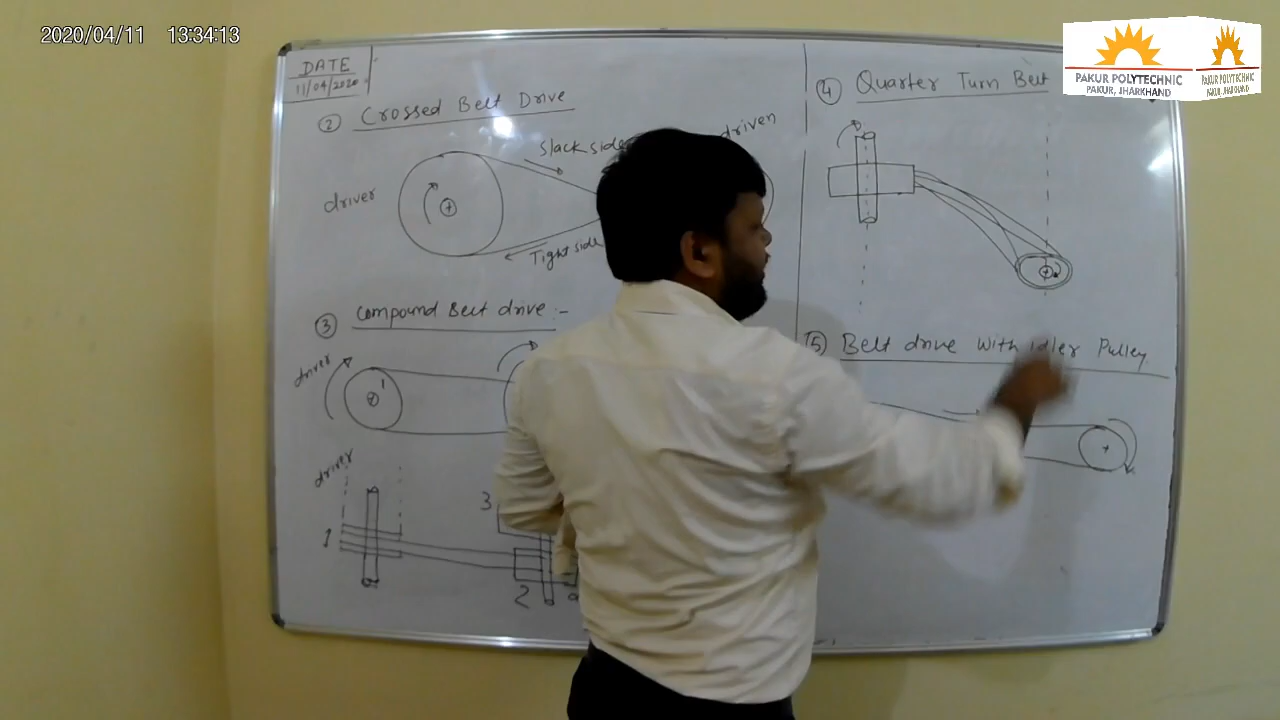 2020/04/11 13:34:13
PAKUR POLYTECHNIC
PAKUR, JHARKHAND
PAKUR POLYTECHNIC
PAKUR, JHARKHAND
DATE
11/04/2020
② Crossed Belt Drive
slack side
driven
driver
Tight side
③ Compound Belt drive :-
driver
1
driver
1
3
2
④ Quarter Turn Belt
⑤ Belt drive with idler Pulley